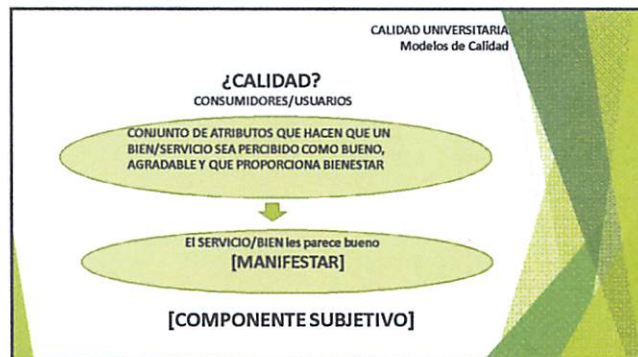 CALIDAD UNIVERSITARIA
Modelos de Calidad
¿CALIDAD?
CONSUMIDORES/USUARIOS
CONJUNTO DE ATRIBUTOS QUE HACEN QUE UN
BIEN/SERVICIO SEA PERCIBIDO COMO BUENO,
AGRADABLE Y QUE PROPORCIONA BIENESTAR
El SERVICIO/BIEN les parece bueno
[MANIFESTAR]
[COMPONENTE SUBJETIVO]